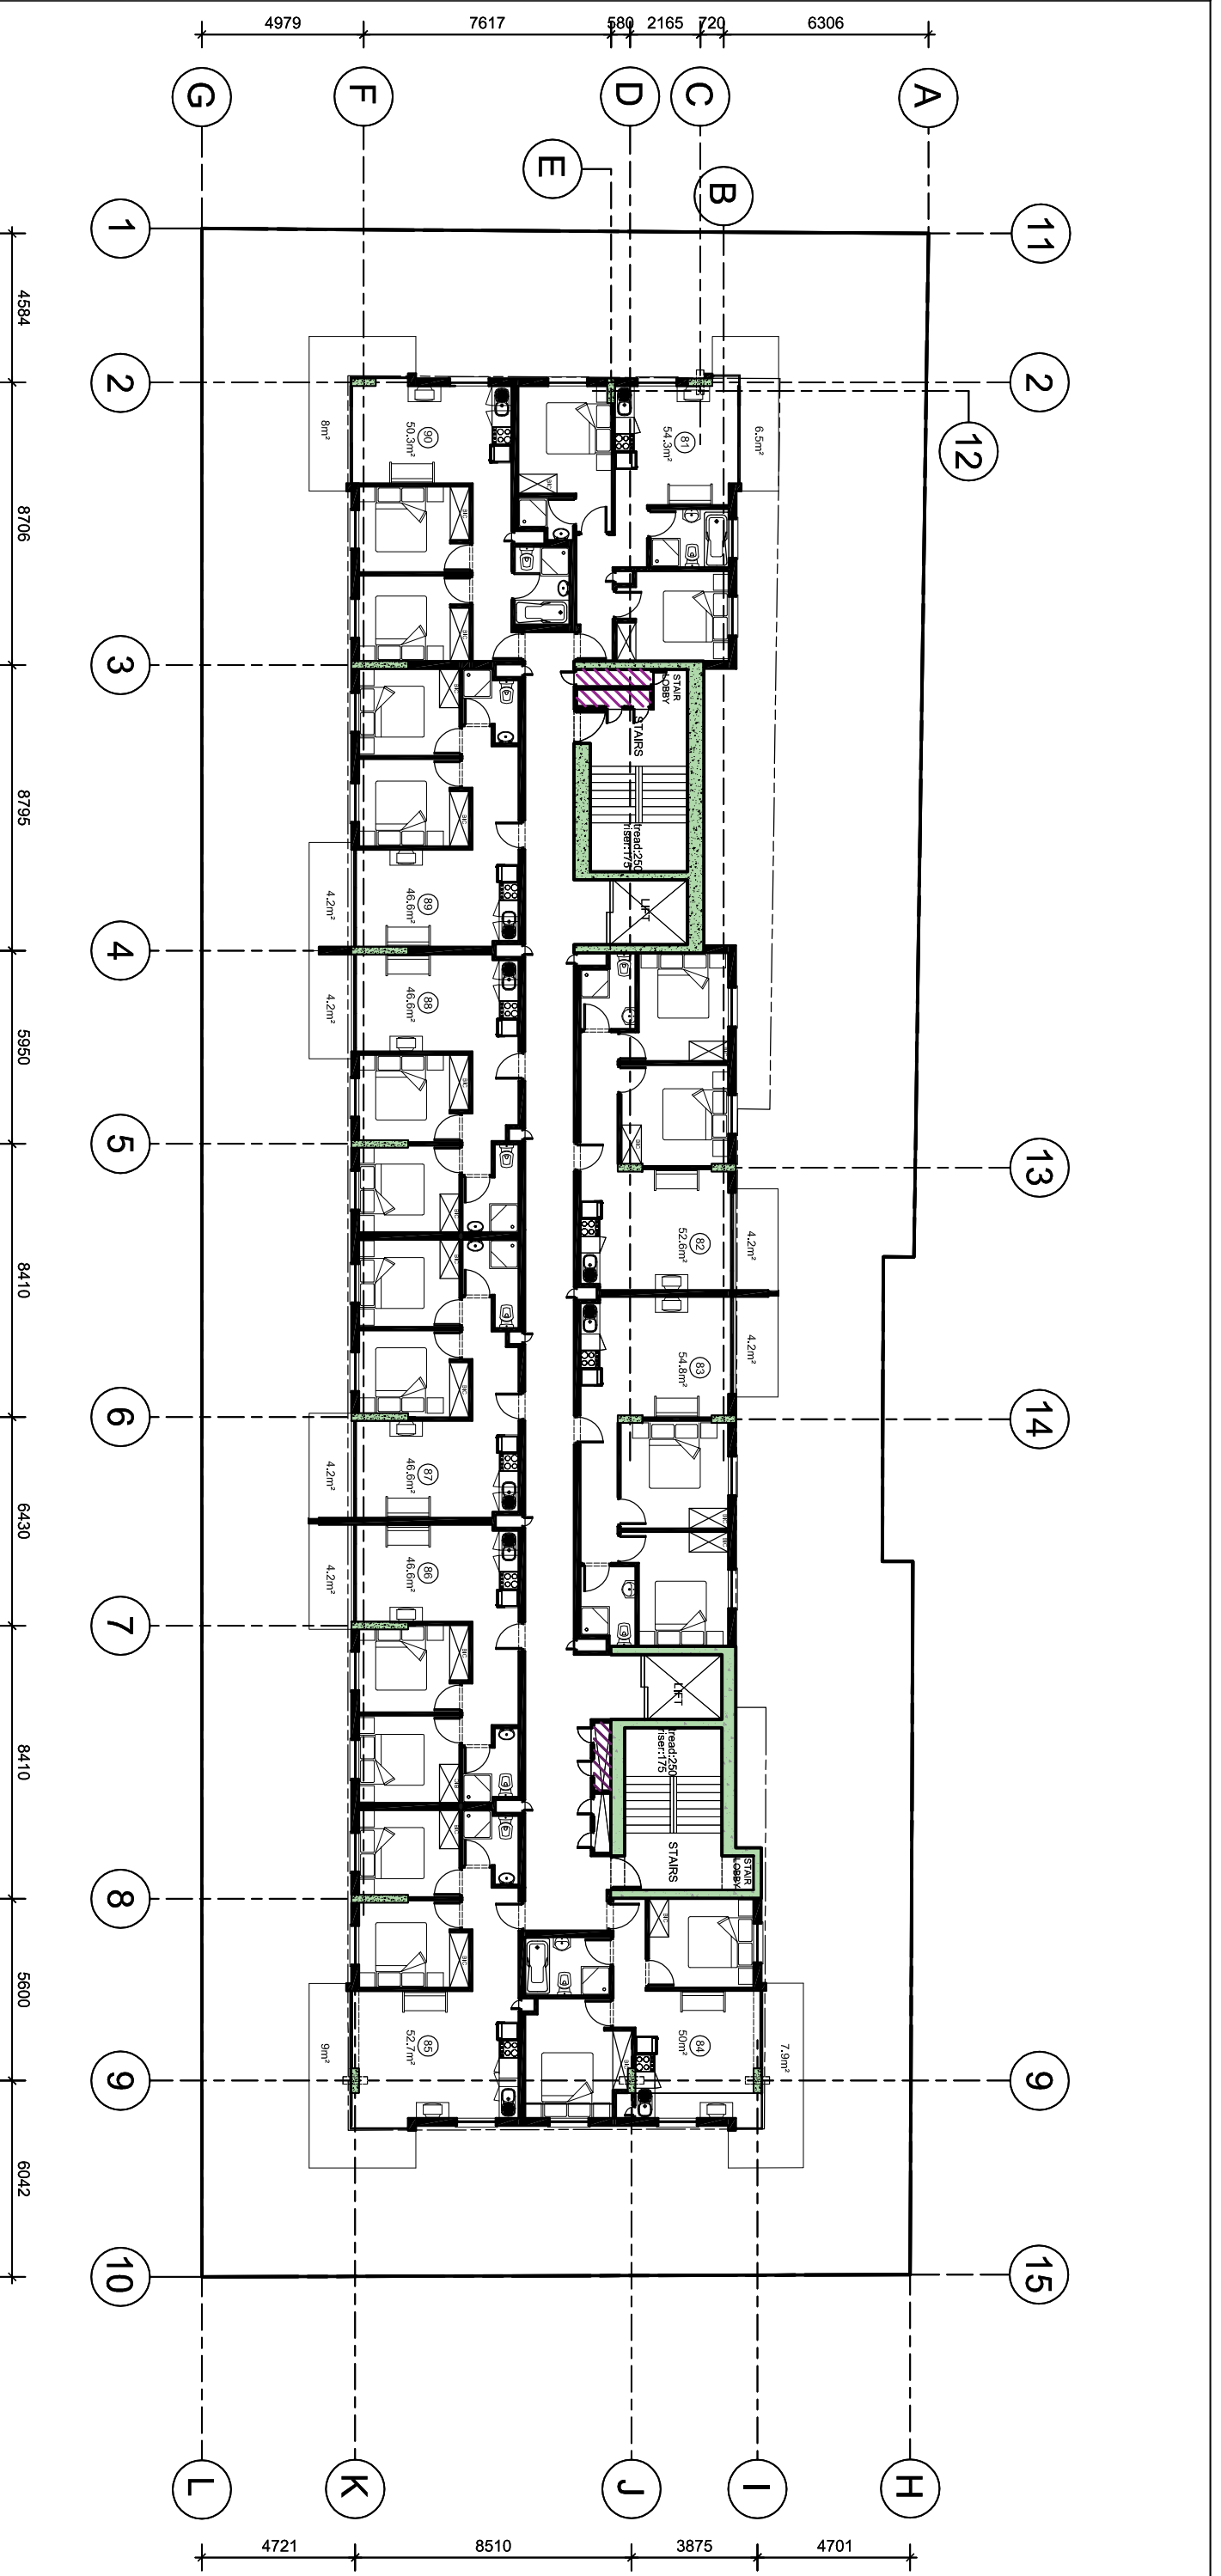 4979
7617
580
2165
720
6306
G
F
D
C
A
E
B
1
11
4584
2
2
12
8m²
90
50.3m²
81
54.3m²
6.5m²
B/C
B/C
8706
B/C
3
STAIR
LOBBY
STAIRS
B/C
B/C
tread:250
riser:175
8795
4.2m²
89
46.6m²
LIFT
4
4.2m²
88
46.6m²
5950
B/C
B/C
5
13
B/C
B/C
4.2m²
82
52.6m²
B/C
8410
4.2m²
83
54.8m²
B/C
6
14
4.2m²
87
46.6m²
6430
B/C
B/C
4.2m²
86
46.6m²
7
B/C
LIFT
tread:250
riser:175
8410
B/C
B/C
STAIRS
STAIR
LOBBY
8
B/C
B/C
5600
9m²
85
52.7m²
84
50m²
7.9m²
B/C
9
9
6042
10
15
L
K
J
I
H
4721
8510
3875
4701